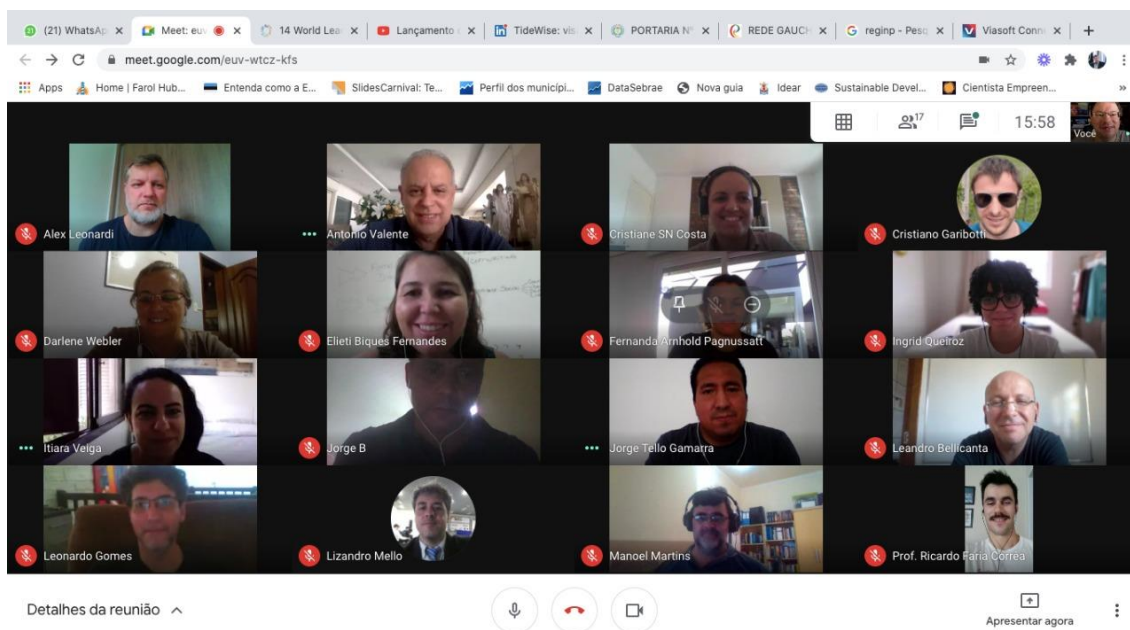 (21) WhatsAp
Meet: euv
14 World Lea
Lançamento
TideWise: vis
PORTARIA Nº
REDE GAUCH
reginp - Pesq
Viasoft Conn
meet.google.com/euv-wtcz-kfs
Apps
Home | Farol Hub...
Entenda como a E...
SlidesCarnival: Te...
Perfil dos municípi...
DataSebrae
Nova guia
Idear
Sustainable Devel...
Cientista Empreen...
»
17
15:58
Você
Alex Leonardi
Antonio Valente
Cristiane SN Costa
Cristiano Garibotti
Darlene Webler
Elieti Biques Fernandes
Fernanda Arnhold Pagnussatt
Ingrid Queiroz
Itiara Veiga
Jorge B
Jorge Tello Gamarra
Leandro Bellicanta
Leonardo Gomes
Lizandro Mello
Manoel Martins
Prof. Ricardo Faria Correa
Detalhes da reunião
Apresentar agora